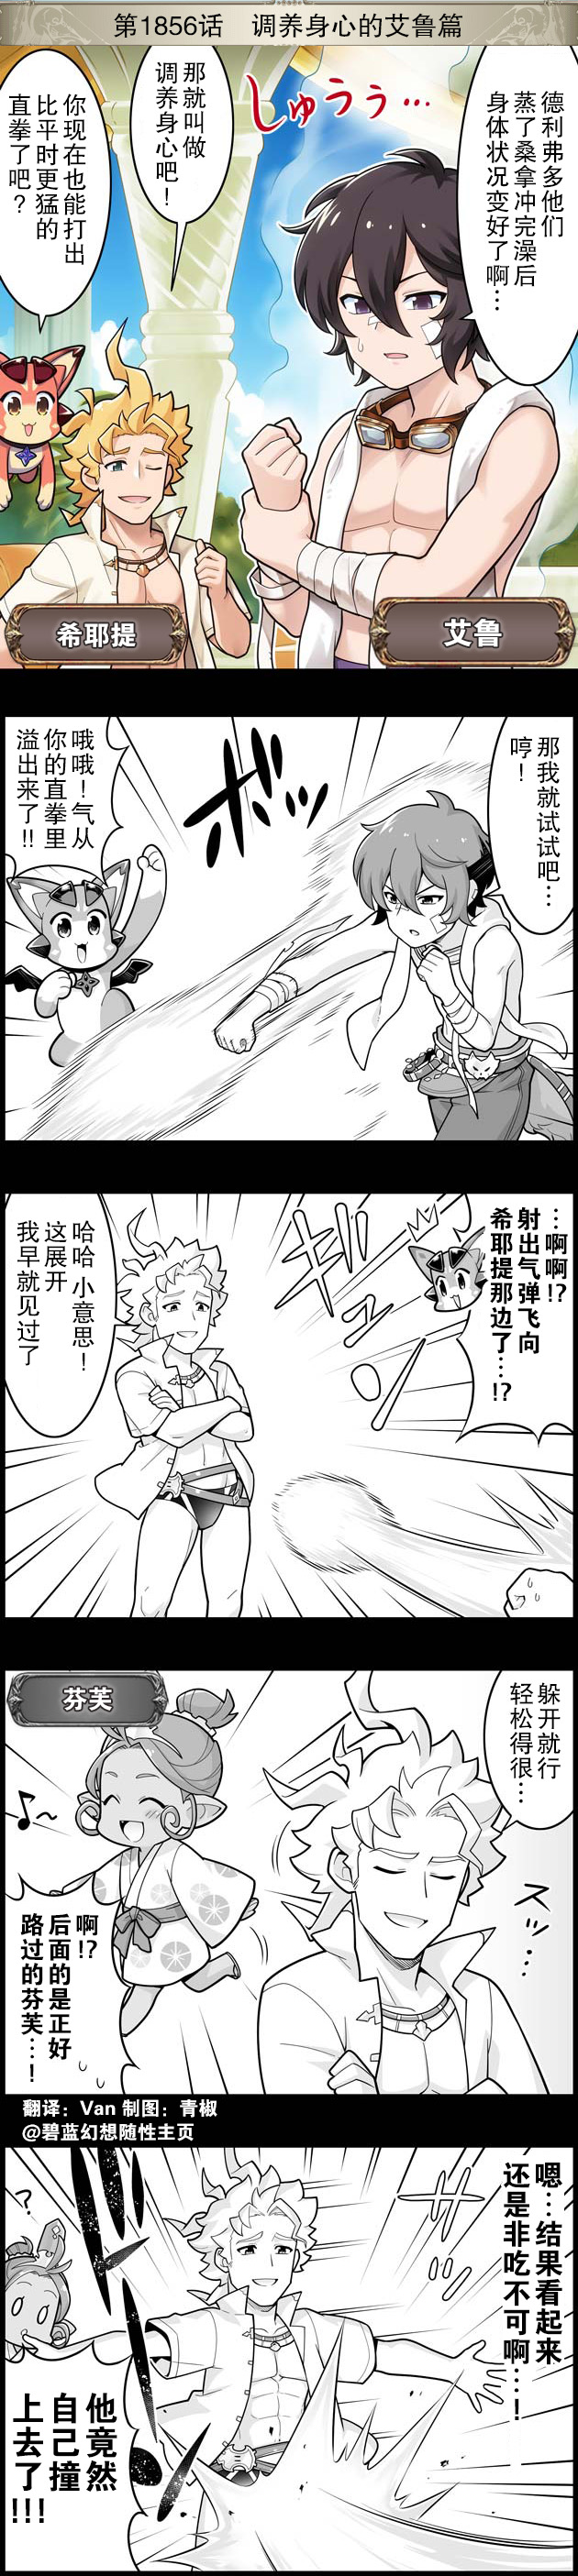 第1856话　调养身心的艾鲁篇
德利弗多他们
蒸了桑拿冲完澡后
身体状况变好了啊…
しゅうぅ…
那就叫做
调养身心吧！
你现在也能打出
比平时更猛的
直拳了吧？
希耶提
艾鲁
那我就试试吧…
哼！
ボッ
哦哦！气从
你的直拳里
溢出来了!!
…啊啊!?
射出气弹飞向
希耶提那边了…!?
哈哈 小意思！
这展开
我早就见过了
躲开就行
轻松得很…
芬芙
♪～
スッ…
啊!?
后面的是正好
路过的芬芙…！
翻译：Van 制图：青椒
@碧蓝幻想随性主页
嗯…结果看起来
还是非吃不可啊…！
?
他竟然
自己撞
上去了!!!